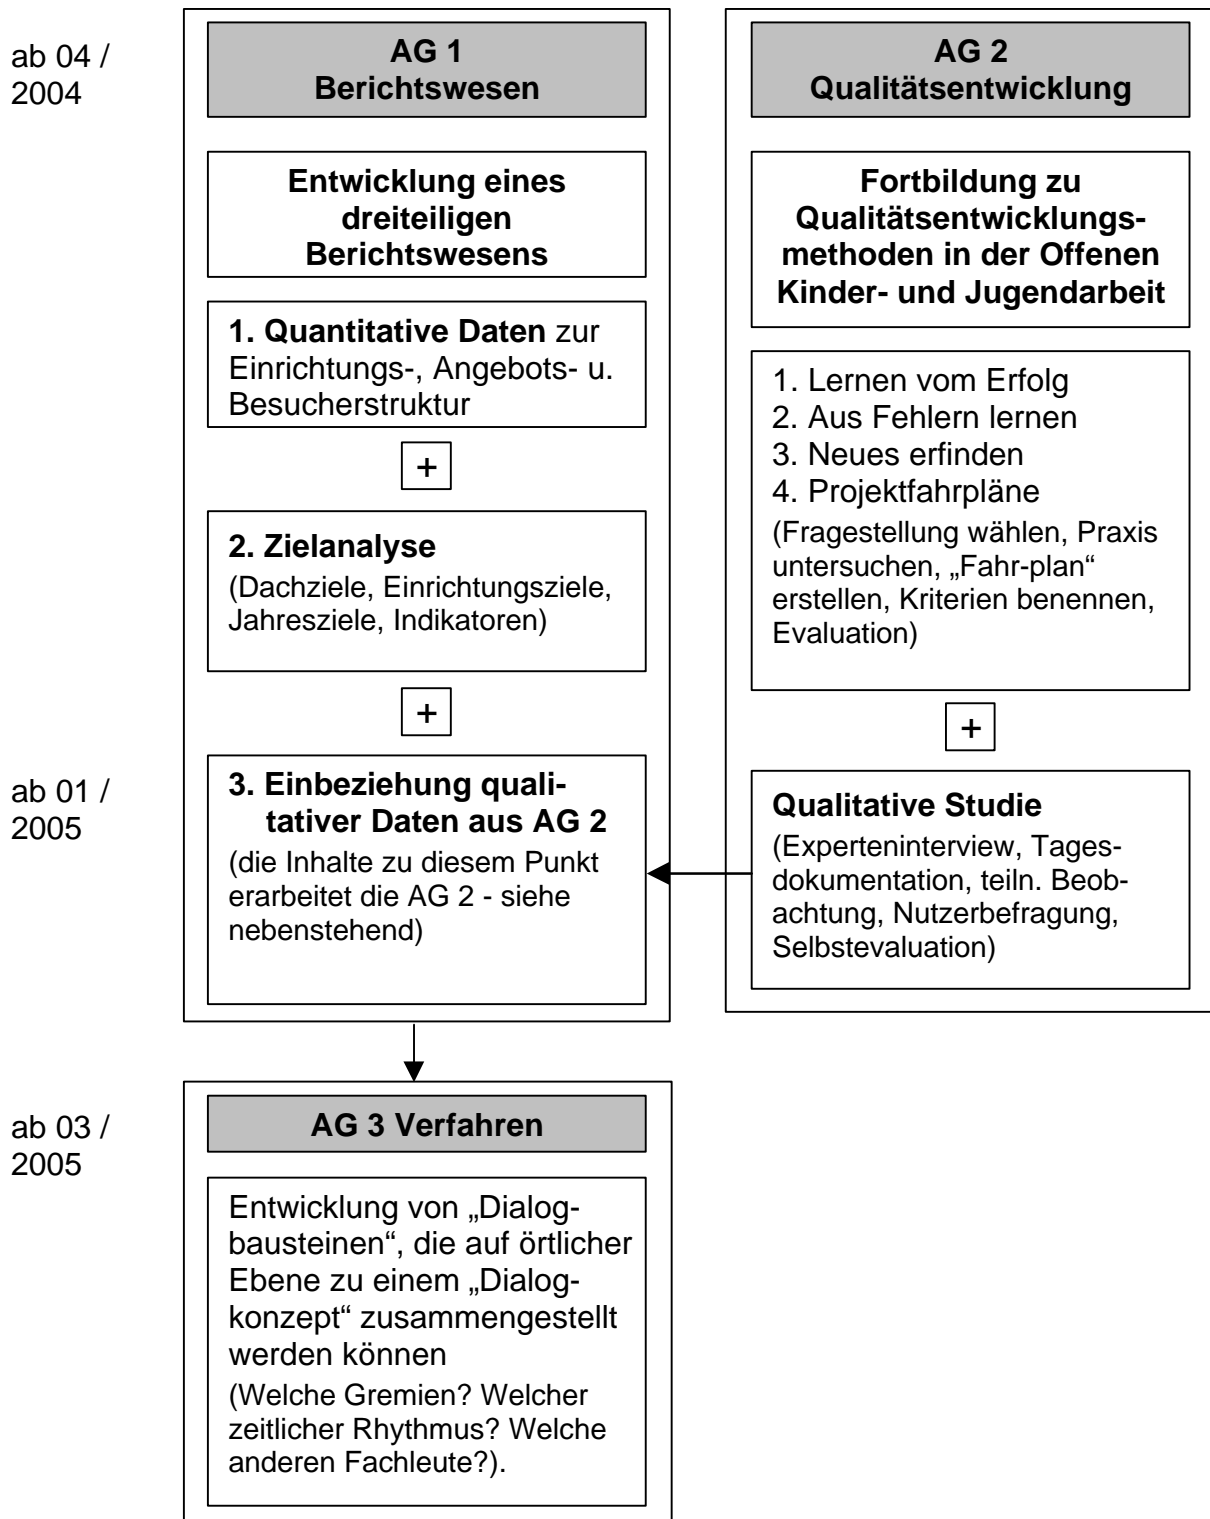 ab 04 /
2004
AG 1
Berichtswesen
Entwicklung eines
dreiteiligen
Berichtswesens
1. Quantitative Daten zur
Einrichtungs-, Angebots- u.
Besucherstruktur
+
2. Zielanalyse
(Dachziele, Einrichtungsziele,
Jahresziele, Indikatoren)
+
ab 01 /
2005
3. Einbeziehung quali-
tativer Daten aus AG 2
(die Inhalte zu diesem Punkt
erarbeitet die AG 2 - siehe
nebenstehend)
AG 2
Qualitätsentwicklung
Fortbildung zu
Qualitätsentwicklungs-
methoden in der Offenen
Kinder- und Jugendarbeit
1. Lernen vom Erfolg
2. Aus Fehlern lernen
3. Neues erfinden
4. Projektfahrpläne
(Fragestellung wählen, Praxis
untersuchen, „Fahr-plan“
erstellen, Kriterien benennen,
Evaluation)
+
Qualitative Studie
(Experteninterview, Tages-
dokumentation, teiln. Beob-
achtung, Nutzerbefragung,
Selbstevaluation)
ab 03 /
2005
AG 3 Verfahren
Entwicklung von „Dialog-
bausteinen“, die auf örtlicher
Ebene zu einem „Dialog-
konzept“ zusammengestellt
werden können
(Welche Gremien? Welcher
zeitlicher Rhythmus? Welche
anderen Fachleute?).